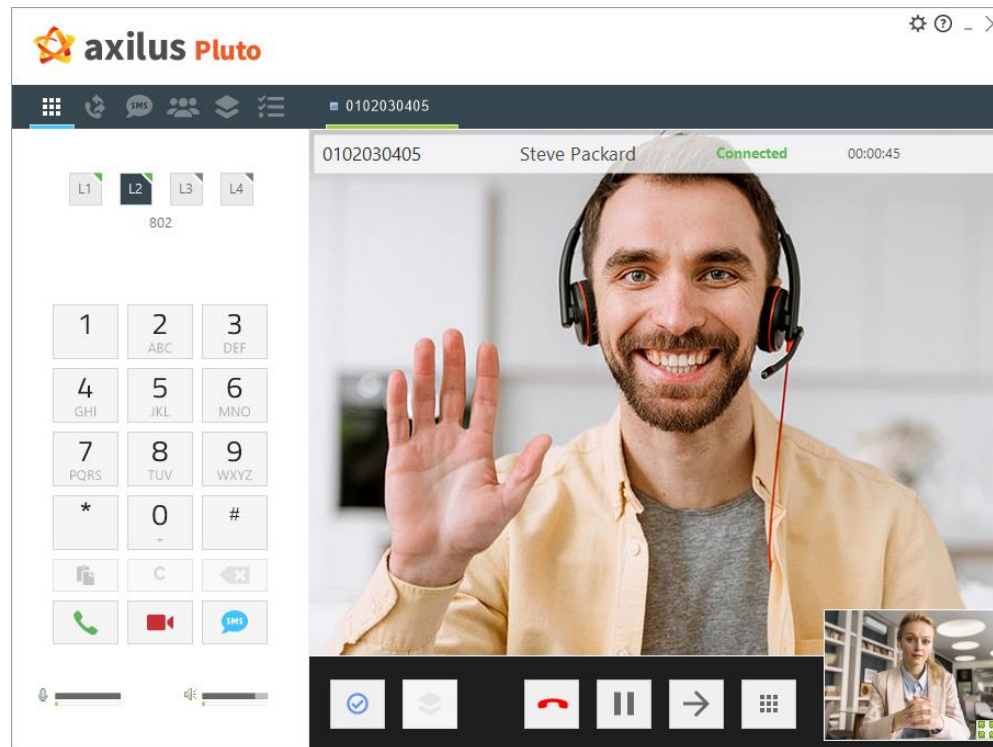 axilus Pluto
SMS
0102030405
0102030405 Steve Packard Connected 00:00:45
L1 L2 L3 L4
802
1 2 3
ABC DEF
4 5 6
GHI JKL MNO
7 8 9
PQRS TUV WXYZ
* 0 #
+
C
SMS